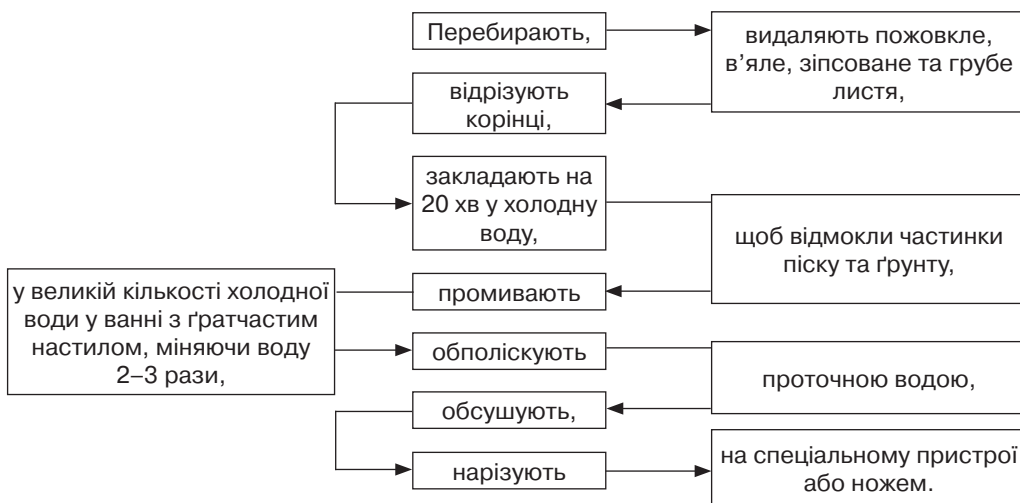 Перебирають,
видаляють пожовкле,
в’яле, зіпсоване та грубе
листя,
відрізують
корінці,
закладають на
20 хв у холодну
воду,
щоб відмокли частинки
піску та ґрунту,
промивають
у великій кількості холодної
води у ванні з ґратчастим
настилом, міняючи воду
2–3 рази,
обполіскують
проточною водою,
обсушують,
нарізують
на спеціальному пристрої
або ножем.